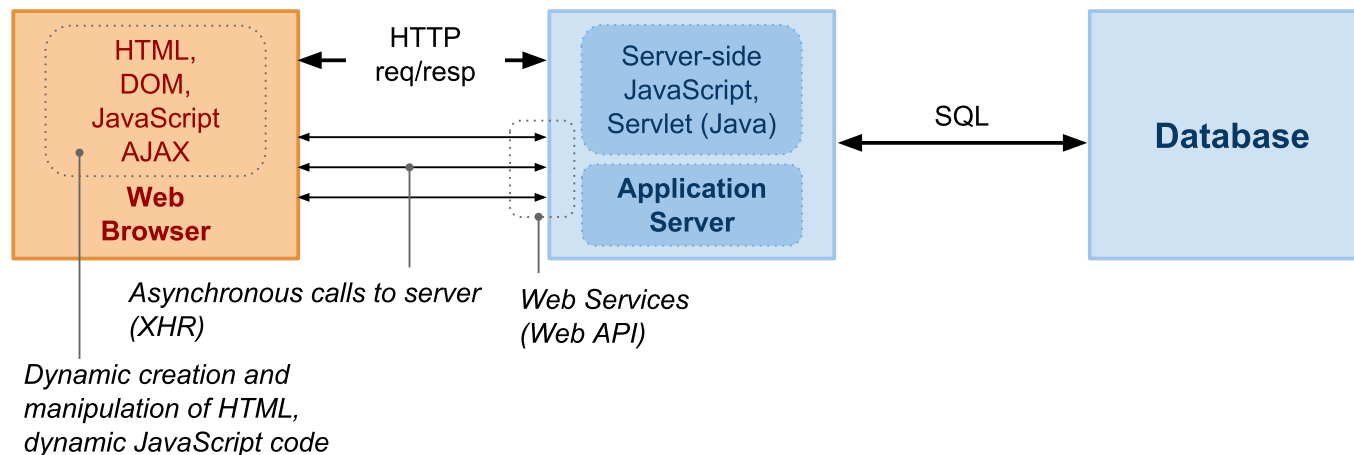 HTML,
DOM,
JavaScript
AJAX
Web
Browser
HTTP
req/resp
Server-side
JavaScript,
Servlet (Java)
Application
Server
SQL
Database
Asynchronous calls to server
(XHR)
Web Services
(Web API)
Dynamic creation and
manipulation of HTML,
dynamic JavaScript code